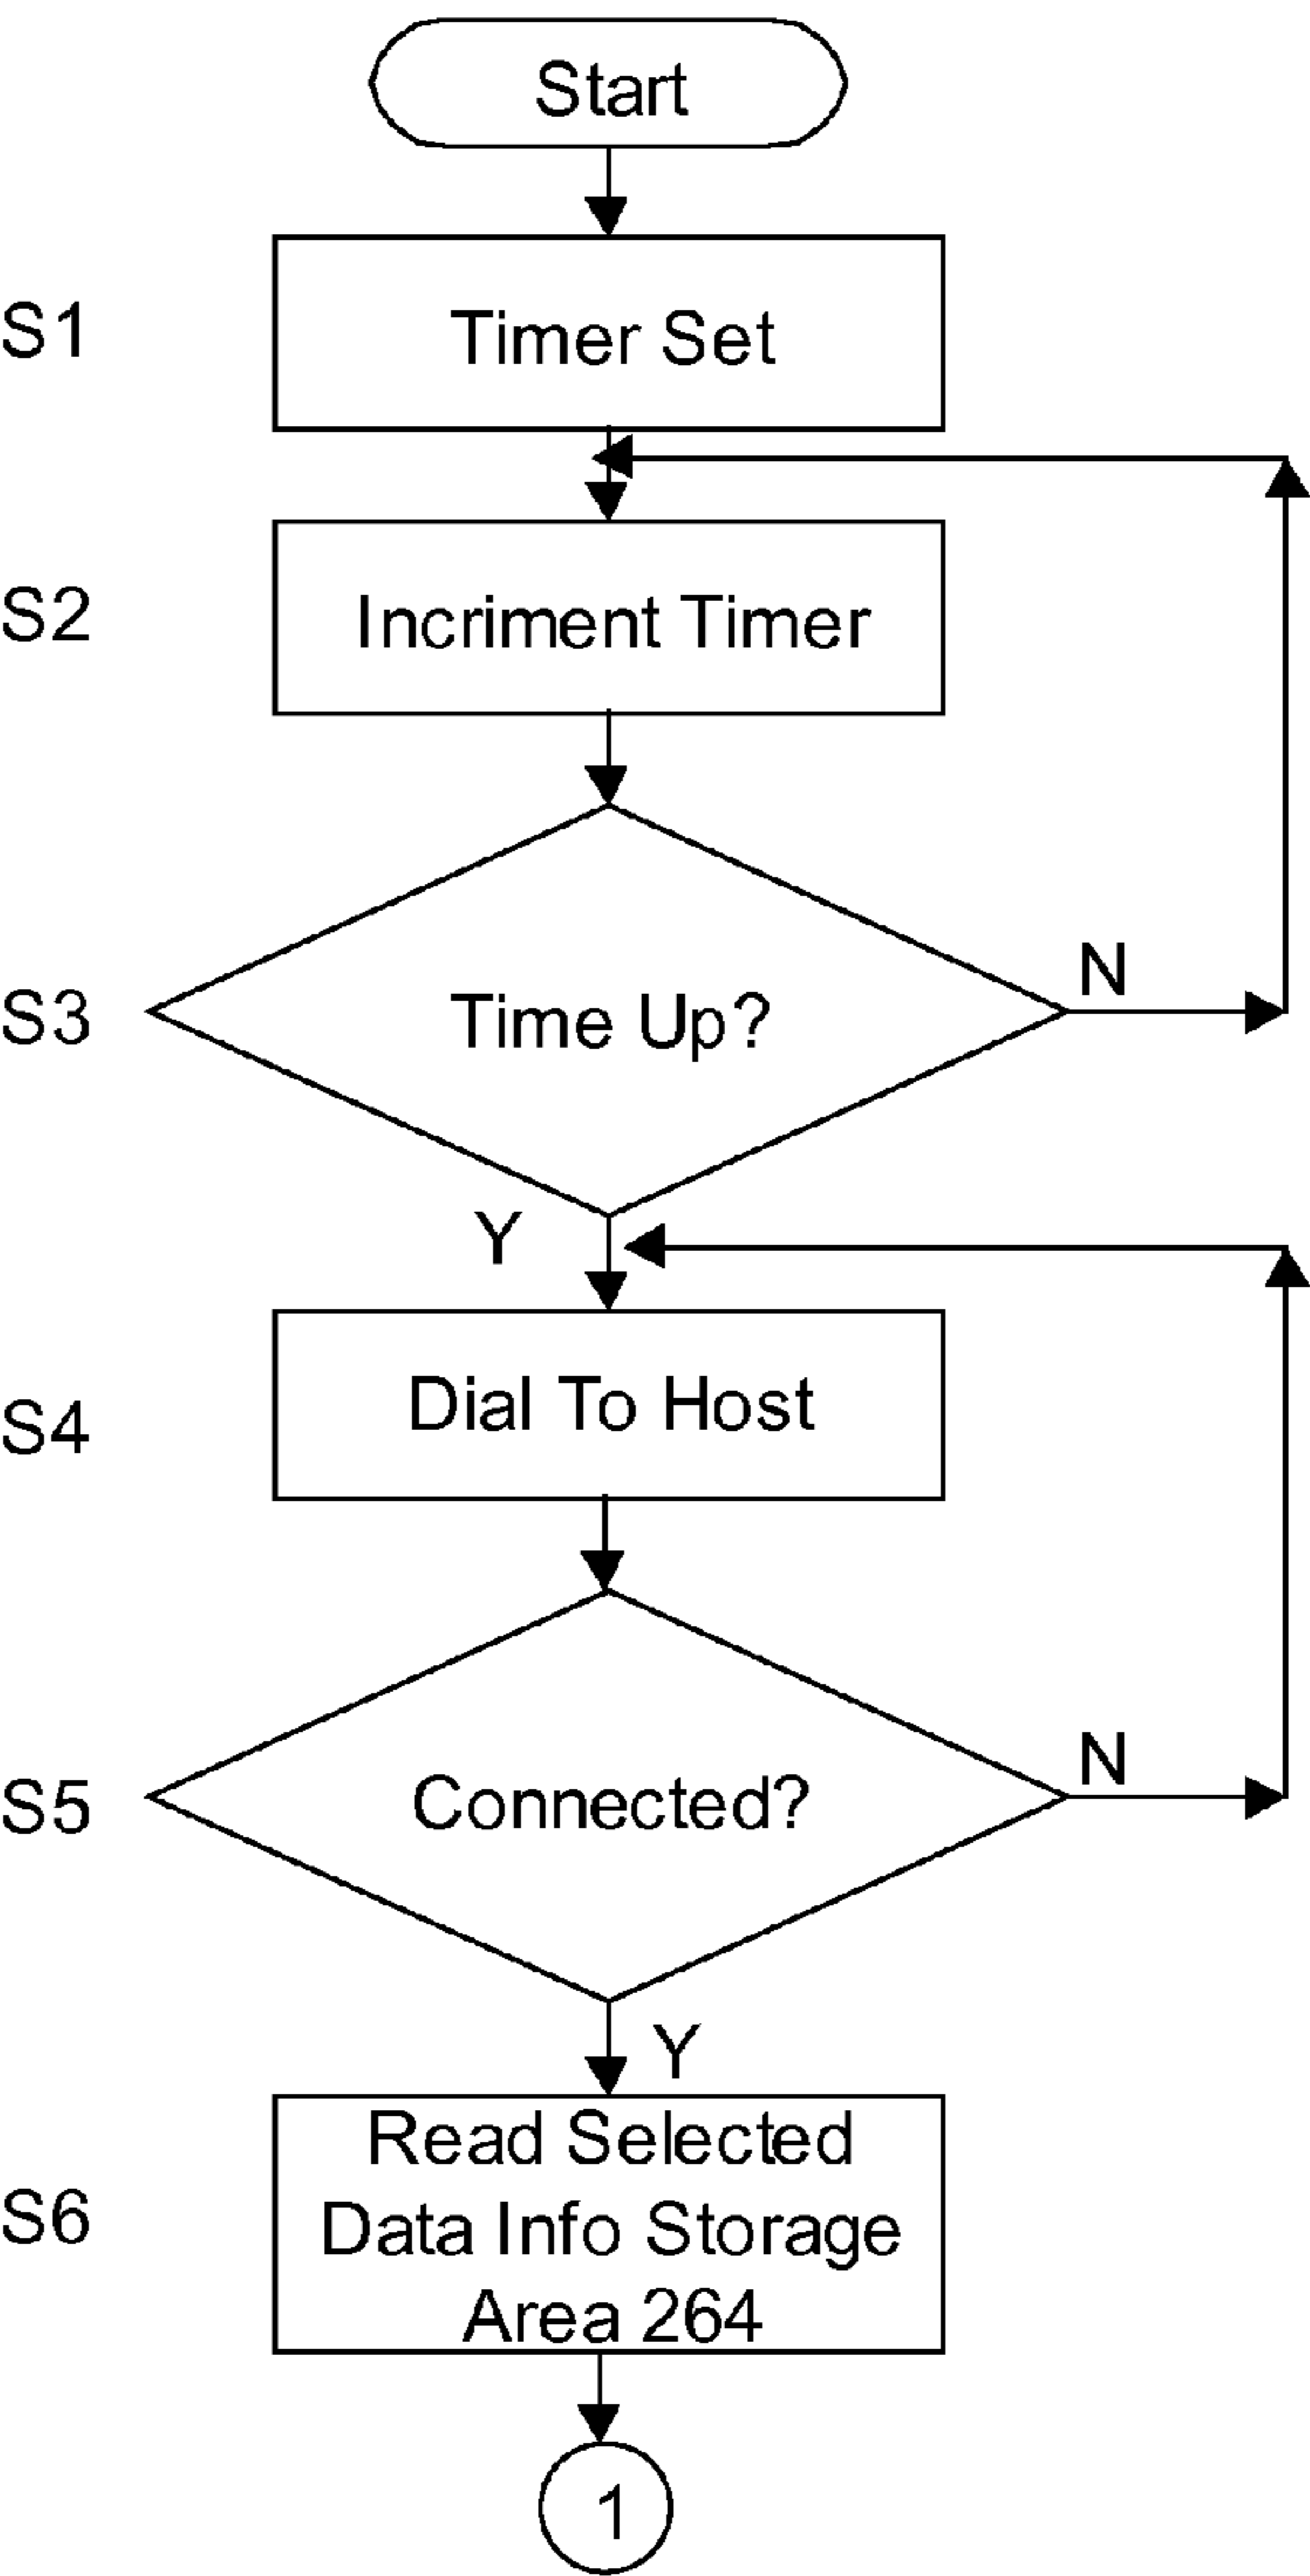 Start
S1
Timer Set
S2
Incriment Timer
S3
Time Up?
N
Y
S4
Dial To Host
S5
Connected?
N
Y
S6
Read Selected
Data Info Storage
Area 264
1